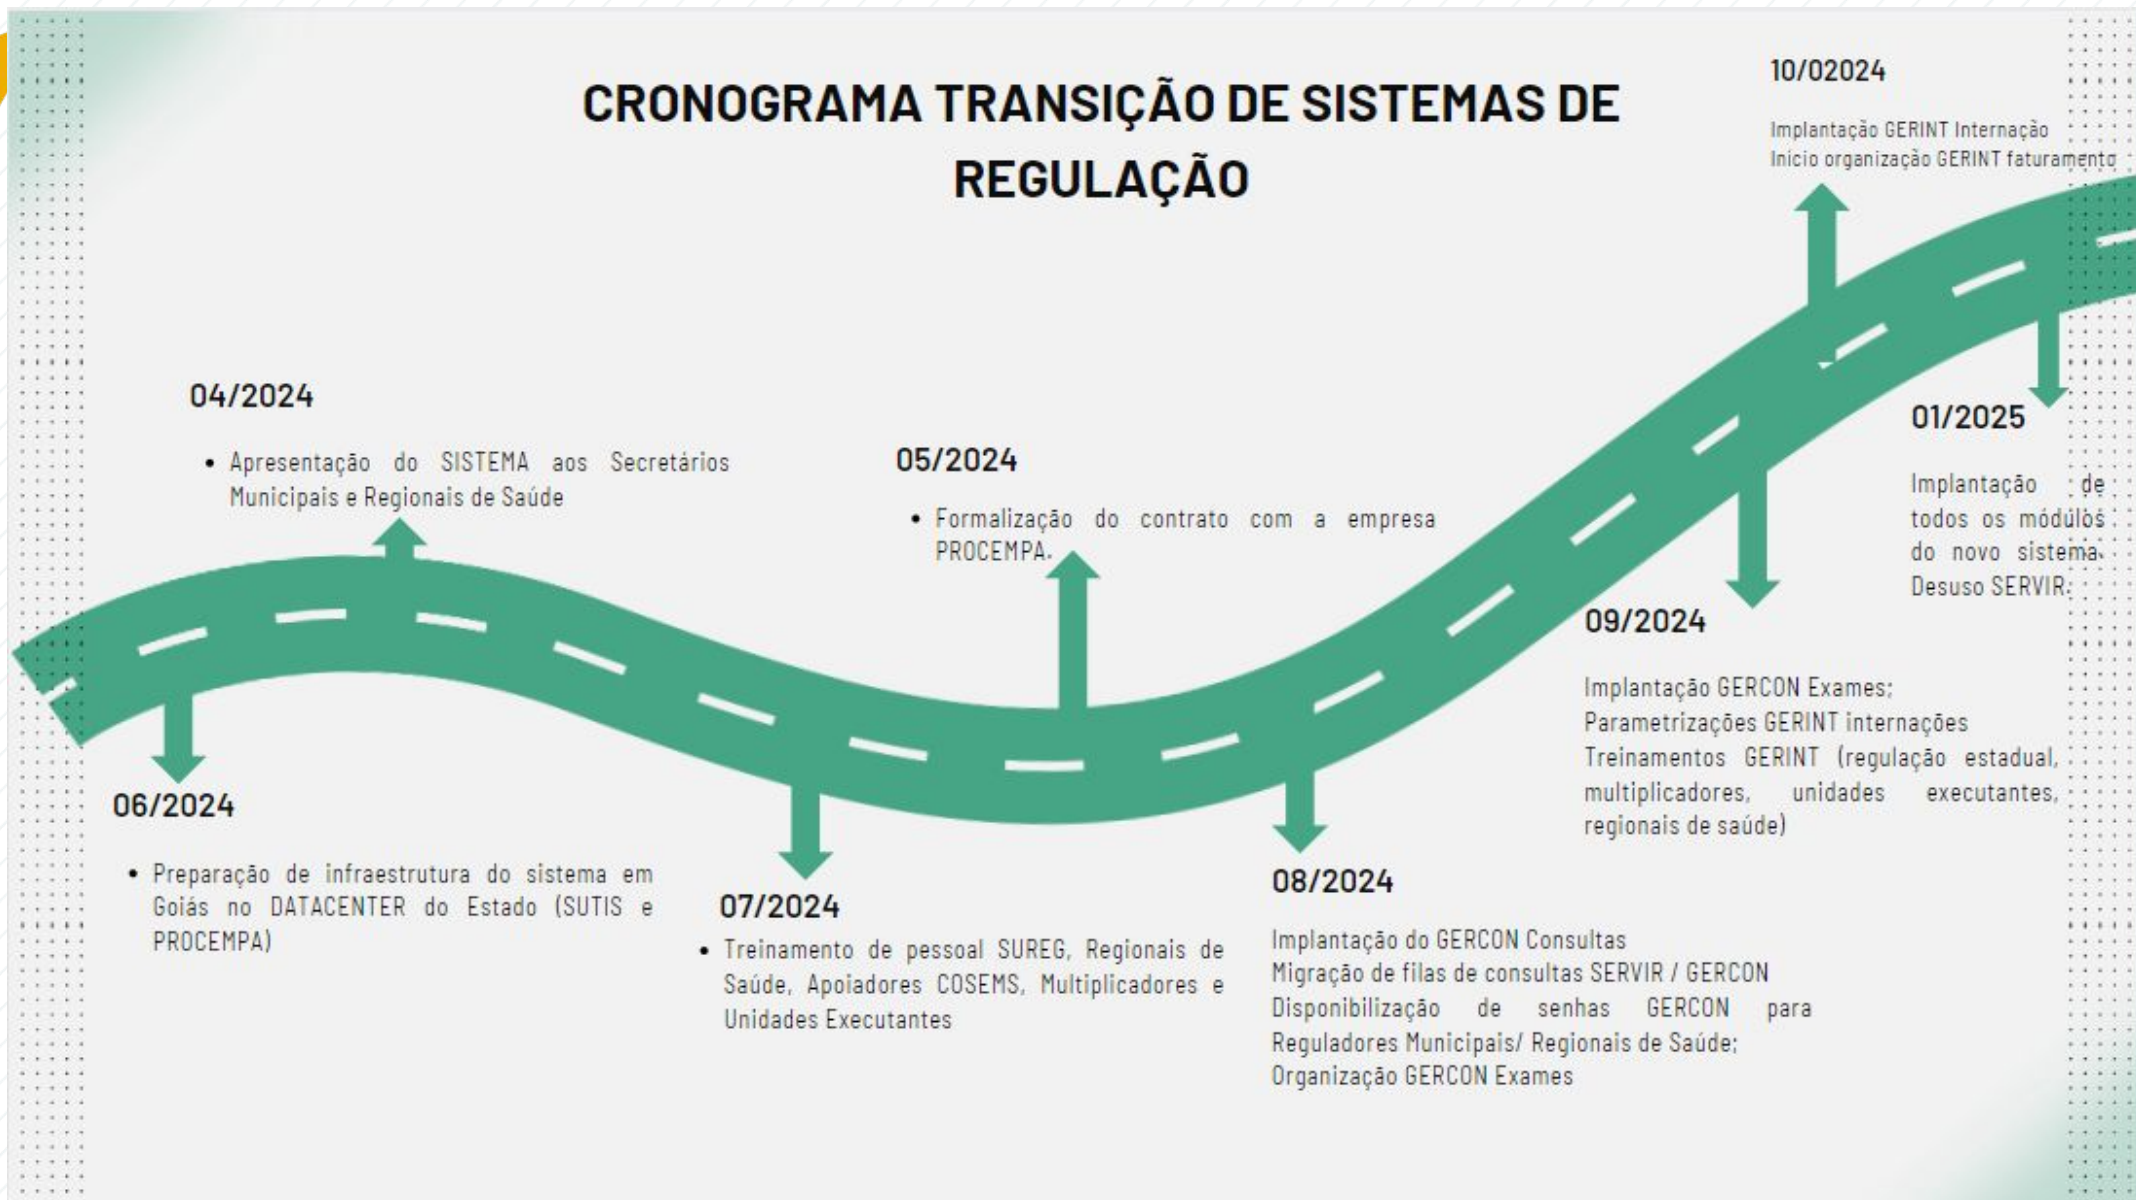 CRONOGRAMA TRANSIÇÃO DE SISTEMAS DE
REGULAÇÃO
04/2024
• Apresentação do SISTEMA aos Secretários
Municipais e Regionais de Saúde
05/2024
• Formalização do contrato com a empresa
PROCEMPA.
06/2024
• Preparação de infraestrutura do sistema em
Goiás no DATACENTER do Estado (SUTIS e
PROCEMPA)
07/2024
• Treinamento de pessoal SUREG, Regionais de
Saúde, Apoiadores COSEMS, Multiplicadores e
Unidades Executantes
08/2024
Implantação do GERCON Consultas
Migração de filas de consultas SERVIR / GERCON
Disponibilização de senhas GERCON para
Reguladores Municipais/ Regionais de Saúde;
Organização GERCON Exames
09/2024
Implantação GERCON Exames;
Parametrizações GERINT internações
Treinamentos GERINT (regulação estadual,
multiplicadores, unidades executantes,
regionais de saúde)
10/02024
Implantação GERINT Internação
Inicio organização GERINT faturamento
01/2025
Implantação de
todos os módulos
do novo sistema.
Desuso SERVIR.